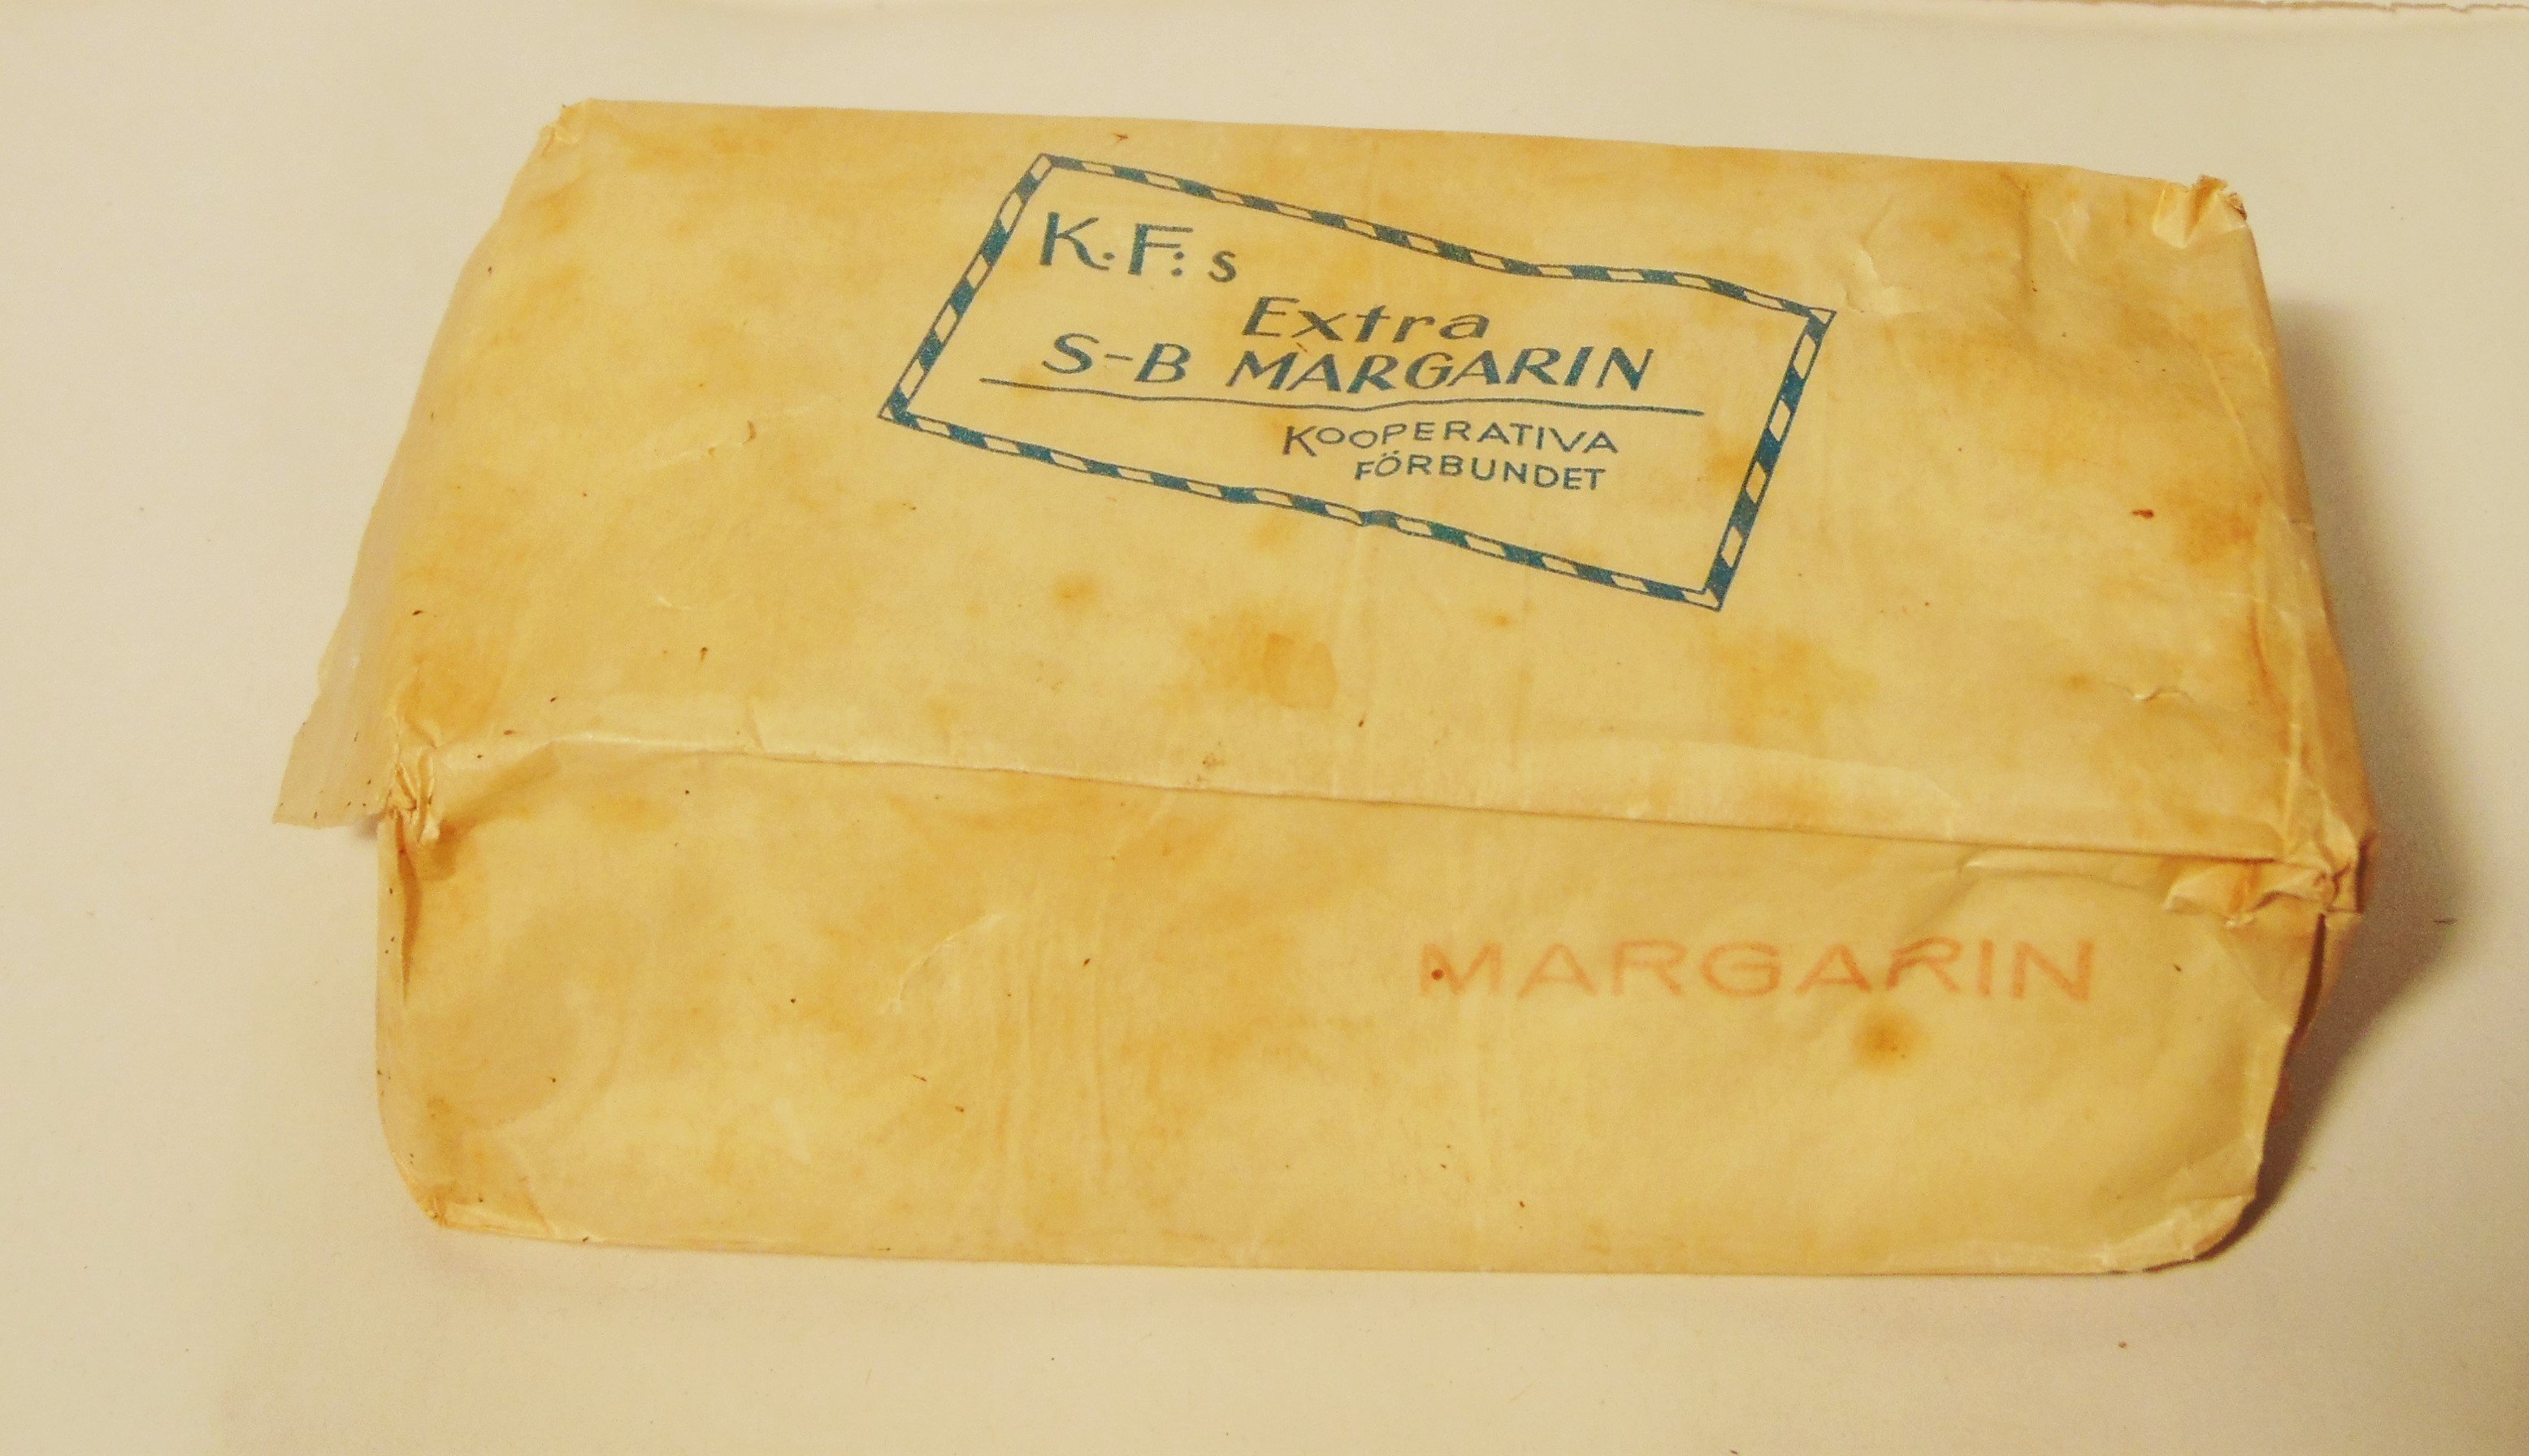 K.F:s
Extra
S-B MARGARIN
KOOPERATIVA
FÖRBUNDET
MARGARIN